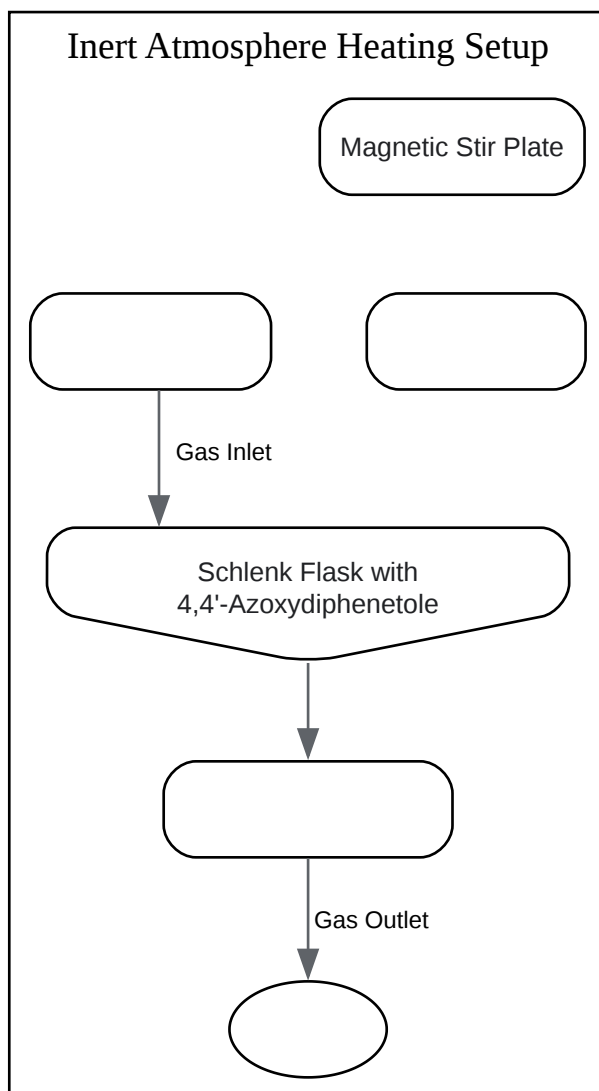 Inert Atmosphere Heating Setup
Magnetic Stir Plate
Gas Inlet
Schlenk Flask with
4,4'-Azoxydiphenetole
Gas Outlet